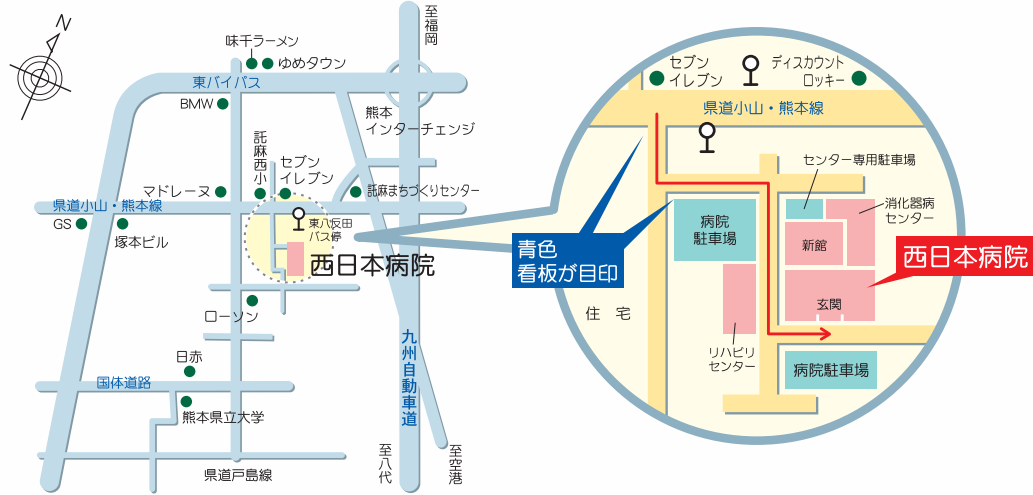 N
味千ラーメン
ゆめタウン
至福岡
東バイパス
BMW
熊本
インターチェンジ
託麻西小
セブン
イレブン
マドレーヌ
託麻まちづくりセンター
県道小山・熊本線
GS
塚本ビル
東八反田
バス停
西日本病院
ローソン
日赤
国体道路
熊本県立大学
九州自動車道
県道戸島線
至八代
至空港
セブン
イレブン
ディスカウント
ロッキー
県道小山・熊本線
センター専用駐車場
消化器病
センター
病院
駐車場
新館
青色
看板が目印
西日本病院
住宅
玄関
リハビリ
センター
病院駐車場